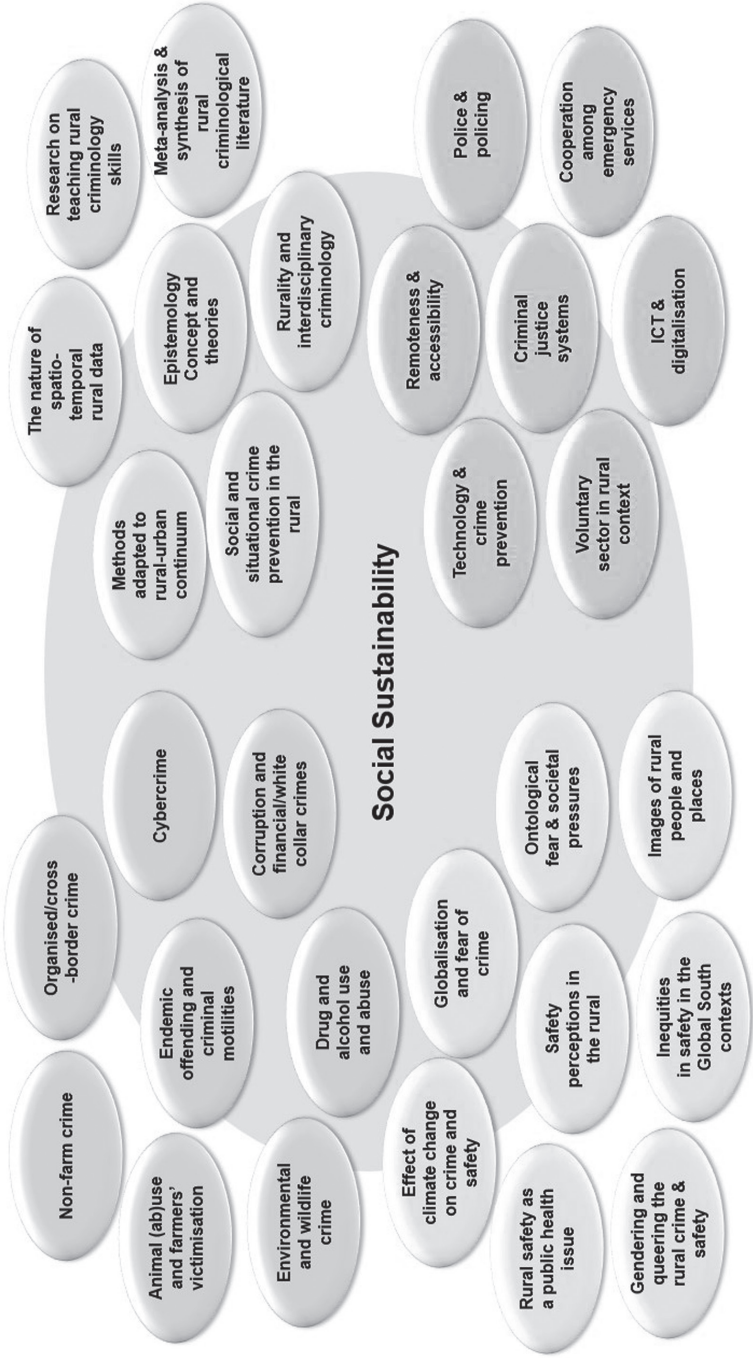 Non-farm crime
Organised/cross
-border crime
Animal (ab)use
and farmers'
victimisation
Endemic
offending and
criminal
motilities
Cybercrime
Environmental
and wildlife
crime
Drug and
alcohol use
and abuse
Corruption and
financial/white
collar crimes
The nature of
spatio-
temporal
rural data
Research on
teaching rural
criminology
skills
Methods
adapted to
rural-urban
continuum
Epistemology
Concept and
theories
Meta-analysis &
synthesis of
rural
criminological
literature
Social and
situational crime
prevention in the
rural
Rurality and
interdisciplinary
criminology
Social Sustainability
Effect of
climate change
on crime and
safety
Globalisation
and fear of
crime
Rural safety as
a public health
issue
Safety
perceptions in
the rural
Ontological
fear & societal
pressures
Gendering and
queering the
rural crime &
safety
Inequities
in safety in the
Global South
contexts
Images of rural
people and
places
Remoteness &
accessibility
Police &
policing
Technology &
crime
prevention
Criminal
justice
systems
Cooperation
among
emergency
services
Voluntary
sector in rural
context
ICT &
digitalisation